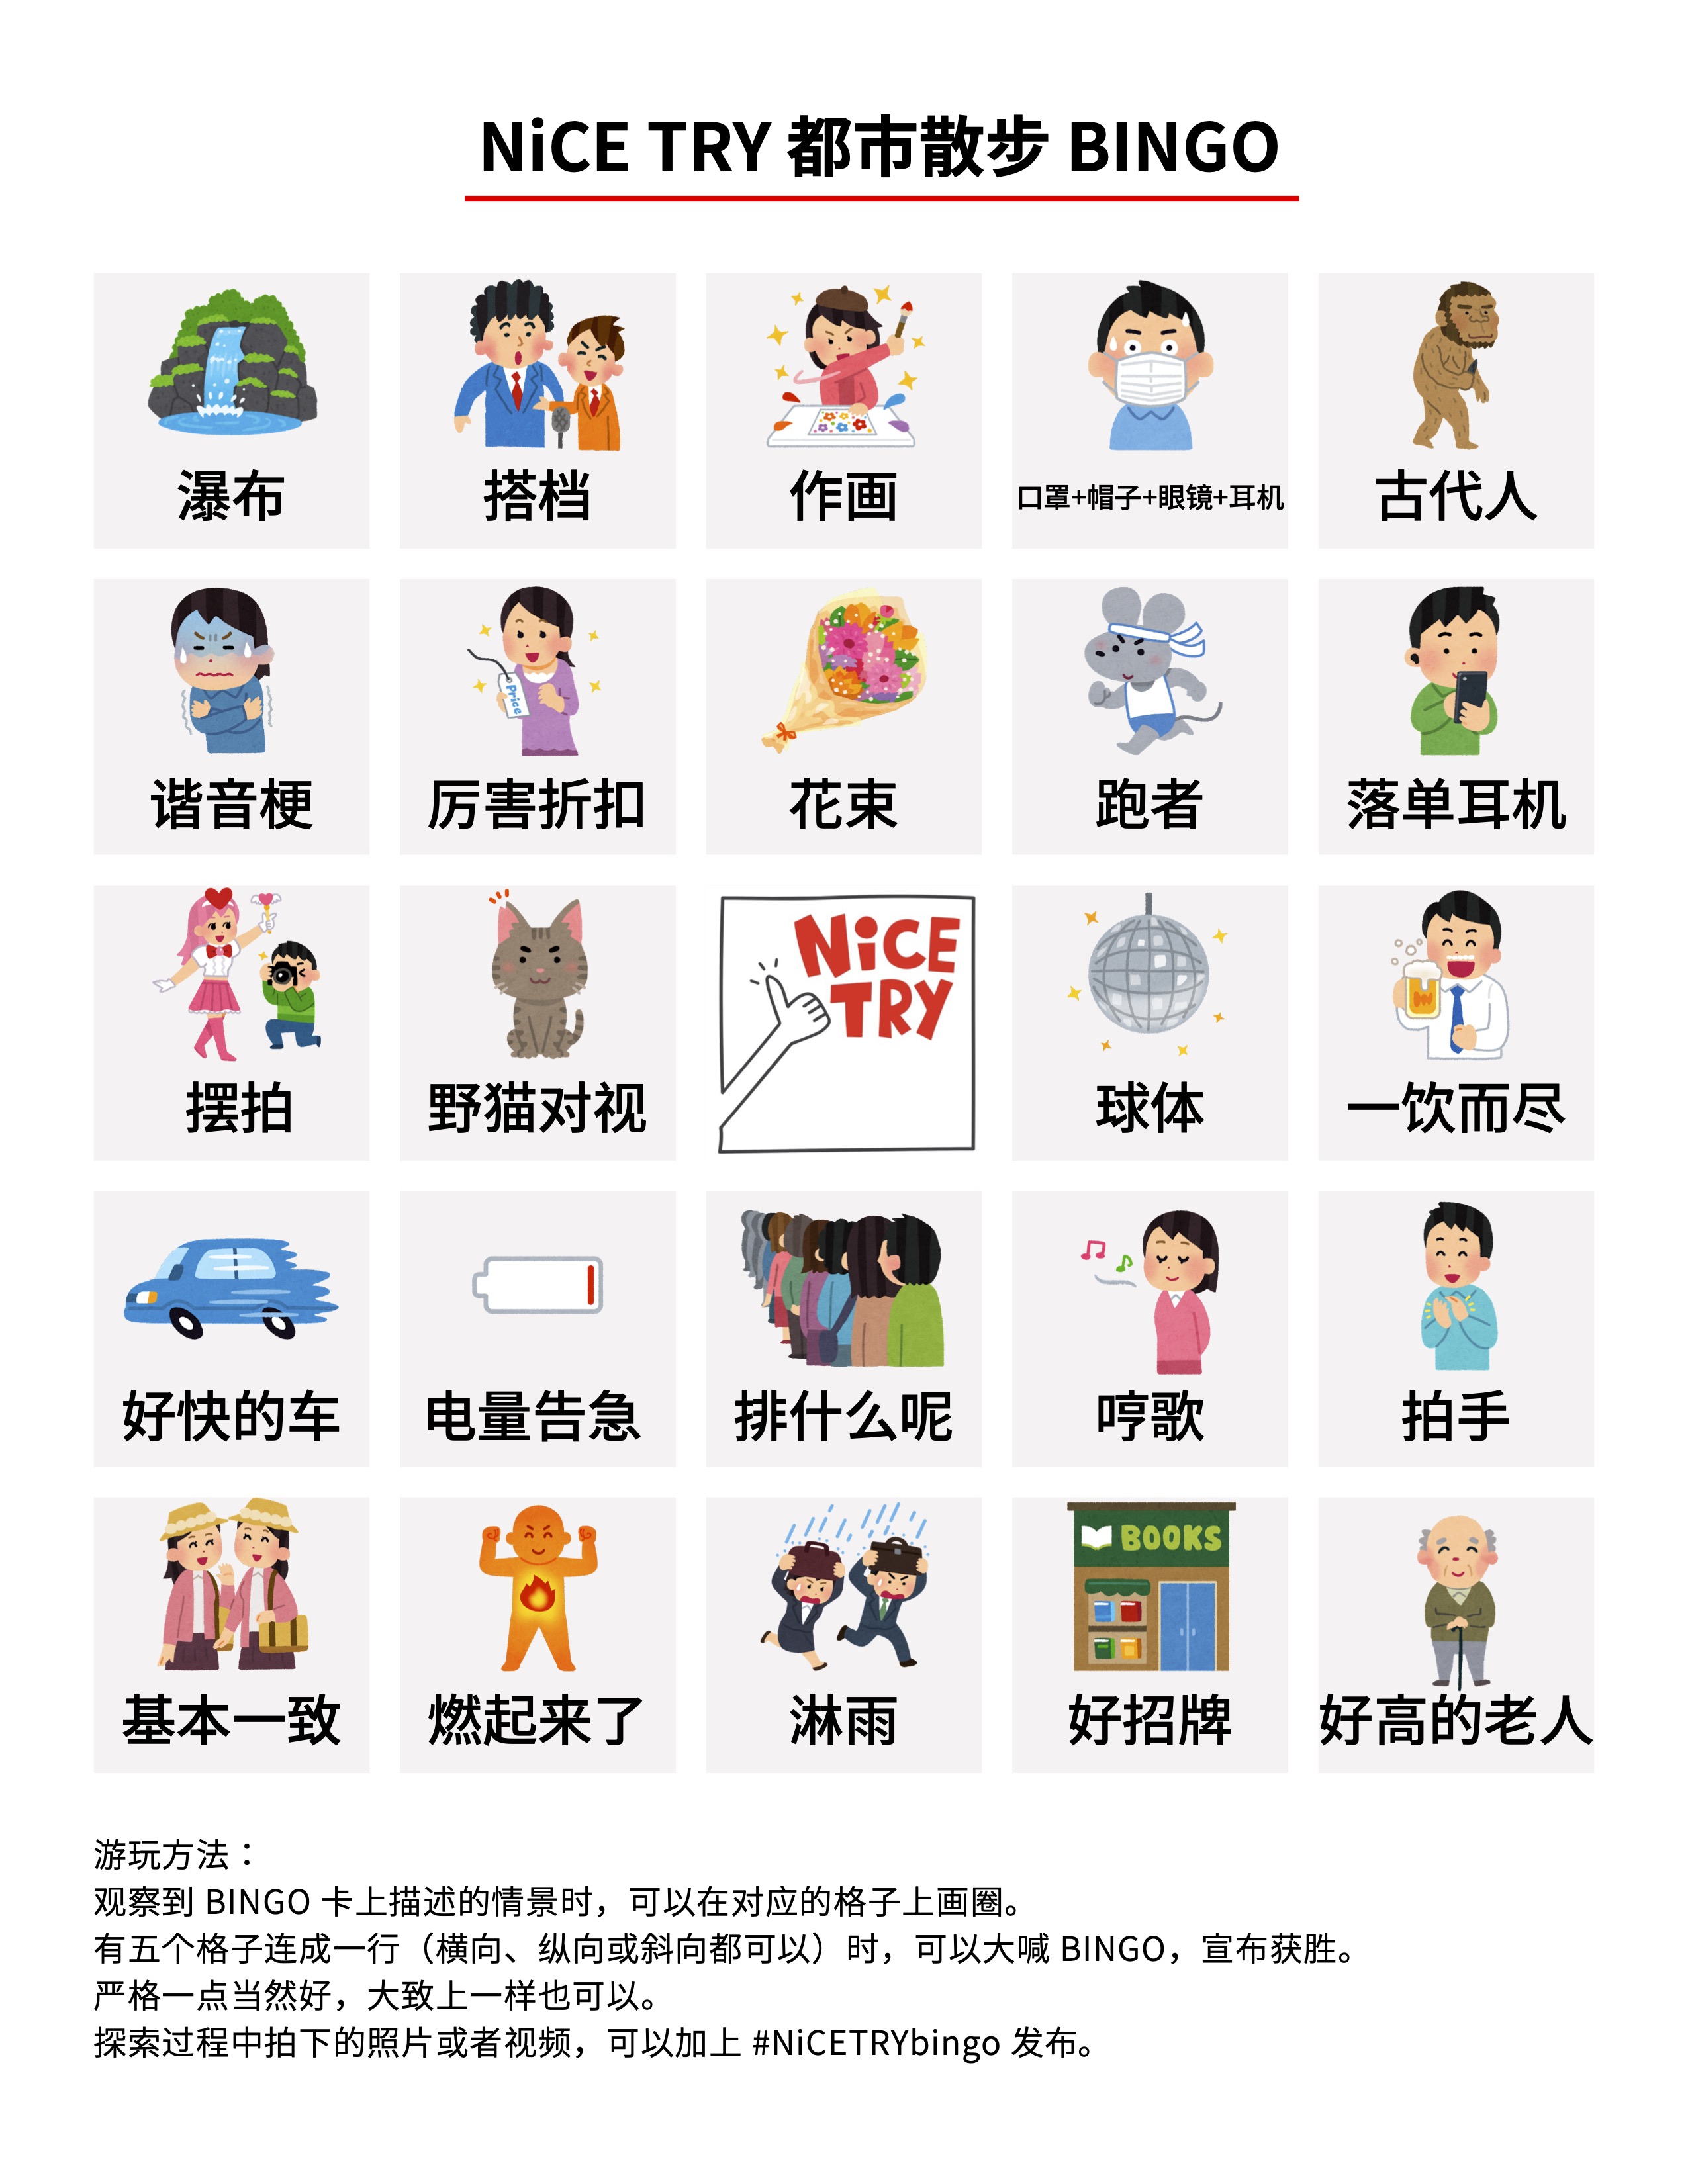 NiCE TRY 都市散步 BINGO
瀑布
搭档
作画
口罩+帽子+眼镜+耳机
古代人
Price
谐音梗
厉害折扣
花束
跑者
落单耳机
摆拍
野猫对视
NiCE
TRY
球体
一饮而尽
好快的车
电量告急
排什么呢
哼歌
拍手
基本一致
燃起来了
淋雨
BOOKS
好招牌
好高的老人
游玩方法：
观察到 BINGO 卡上描述的情景时，可以在对应的格子上画圈。
有五个格子连成一行（横向、纵向或斜向都可以）时，可以大喊 BINGO，宣布获胜。
严格一点当然好，大致上一样也可以。
探索过程中拍下的照片或者视频，可以加上 #NiCETRYbingo 发布。